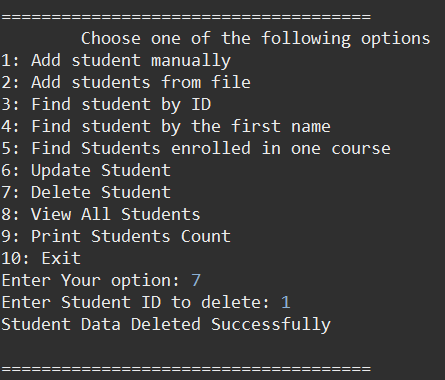 =====================================
Choose one of the following options
1: Add student manually
2: Add students from file
3: Find student by ID
4: Find student by the first name
5: Find Students enrolled in one course
6: Update Student
7: Delete Student
8: View All Students
9: Print Students Count
10: Exit
Enter Your option: 7
Enter Student ID to delete: 1
Student Data Deleted Successfully
=====================================